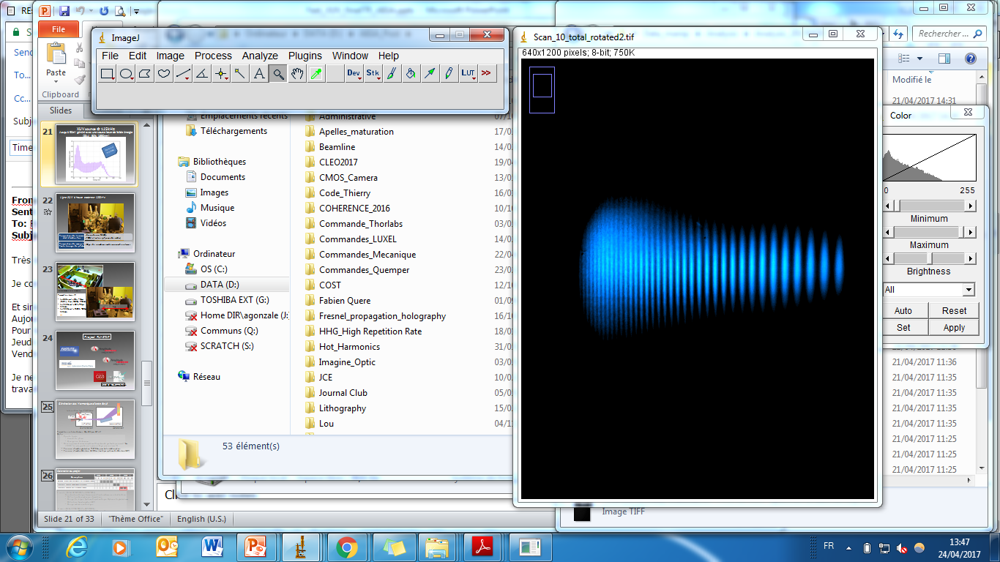 File
Paste
Clipboard
Slides
21
XUV source @ 125kHz
22
23
24
25
26
Slide 21 of 33
"Thème Office"
English (U.S.)
ImageJ
File Edit Image Process Analyze Plugins Window Help
Dev Stk LUT >>
Send
To...
Cc...
Subj
Time
From
Sent
To:
Subj
Très
Je co
Et sin
Aujou
Pour
Jeud
Vend
Je ne
trava
Emplacements récents
Téléchargements
Bibliothèques
Documents
Images
Musique
Vidéos
Ordinateur
OS (C:)
DATA (D:)
TOSHIBA EXT (G:)
Home DIR\agonzale (J:)
Communs (Q:)
SCRATCH (S:)
Réseau
Administrative 07/1
Apelles_maturation 17/0
Beamline 14/0
CLEO2017 19/0
CMOS_Camera 13/0
Code_Thierry 16/0
COHERENCE_2016 10/1
Commande_Thorlabs 03/0
Commandes_LUXEL 14/0
Commandes_Mecanique 22/0
Commandes_Quemper 23/0
COST 12/1
Fabien Quere 01/0
Fresnel_propagation_holography 16/1
HHG_High Repetition Rate 18/0
Hot_Harmonics 31/0
Imagine_Optic 03/0
JCE 10/0
Journal Club 05/0
Lithography 15/0
Lou 04/1
53 élément(s)
Scan_10_total_rotated2.tif
640x1200 pixels; 8-bit; 750K
Rechercher...
Modifié le
21/04/2017 14:31
Color
0 255
Minimum
Maximum
Brightness
All
Auto Reset
Set Apply
21/04/2017 11:36
21/04/2017 11:35
21/04/2017 11:35
21/04/2017 11:35
21/04/2017 11:35
21/04/2017 11:25
21/04/2017 11:25
21/04/2017 11:25
Image TIFF
FR
13:47
24/04/2017